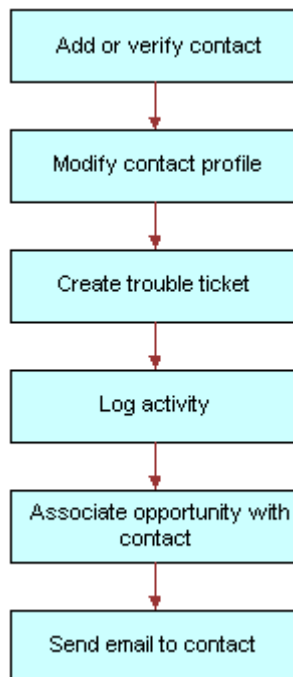 Add or verify contact
Modify contact profile
Create trouble ticket
Log activity
Associate opportunity with
contact
Send email to contact